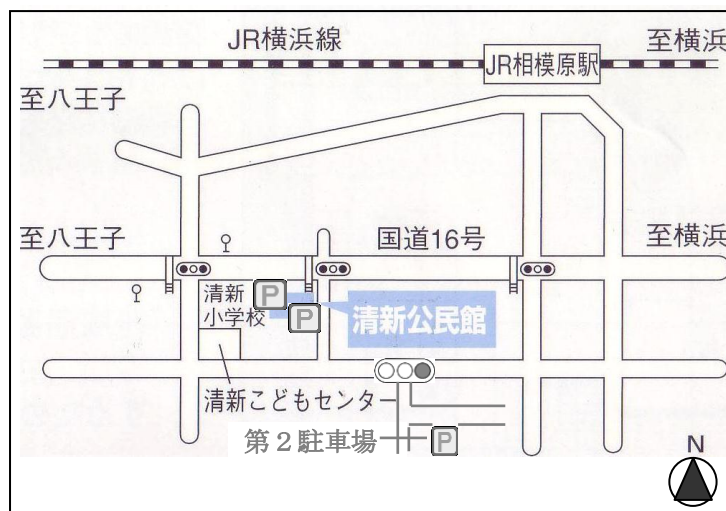 JR横浜線
至横浜
JR相模原駅
至八王子
至八王子
国道16号
至横浜
清新
小学校
P
P
清新公民館
清新こどもセンター
第2駐車場
P
N